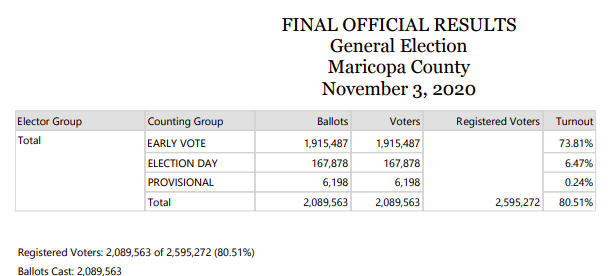 FINAL OFFICIAL RESULTS
General Election
Maricopa County
November 3, 2020
Elector Group Counting Group Ballots Voters Registered Voters Turnout
Total EARLY VOTE 1,915,487 1,915,487 73.81%
ELECTION DAY 167,878 167,878 6.47%
PROVISIONAL 6,198 6,198 0.24%
Total 2,089,563 2,089,563 2,595,272 80.51%
Registered Voters: 2,089,563 of 2,595,272 (80.51%)
Ballots Cast: 2,089,563